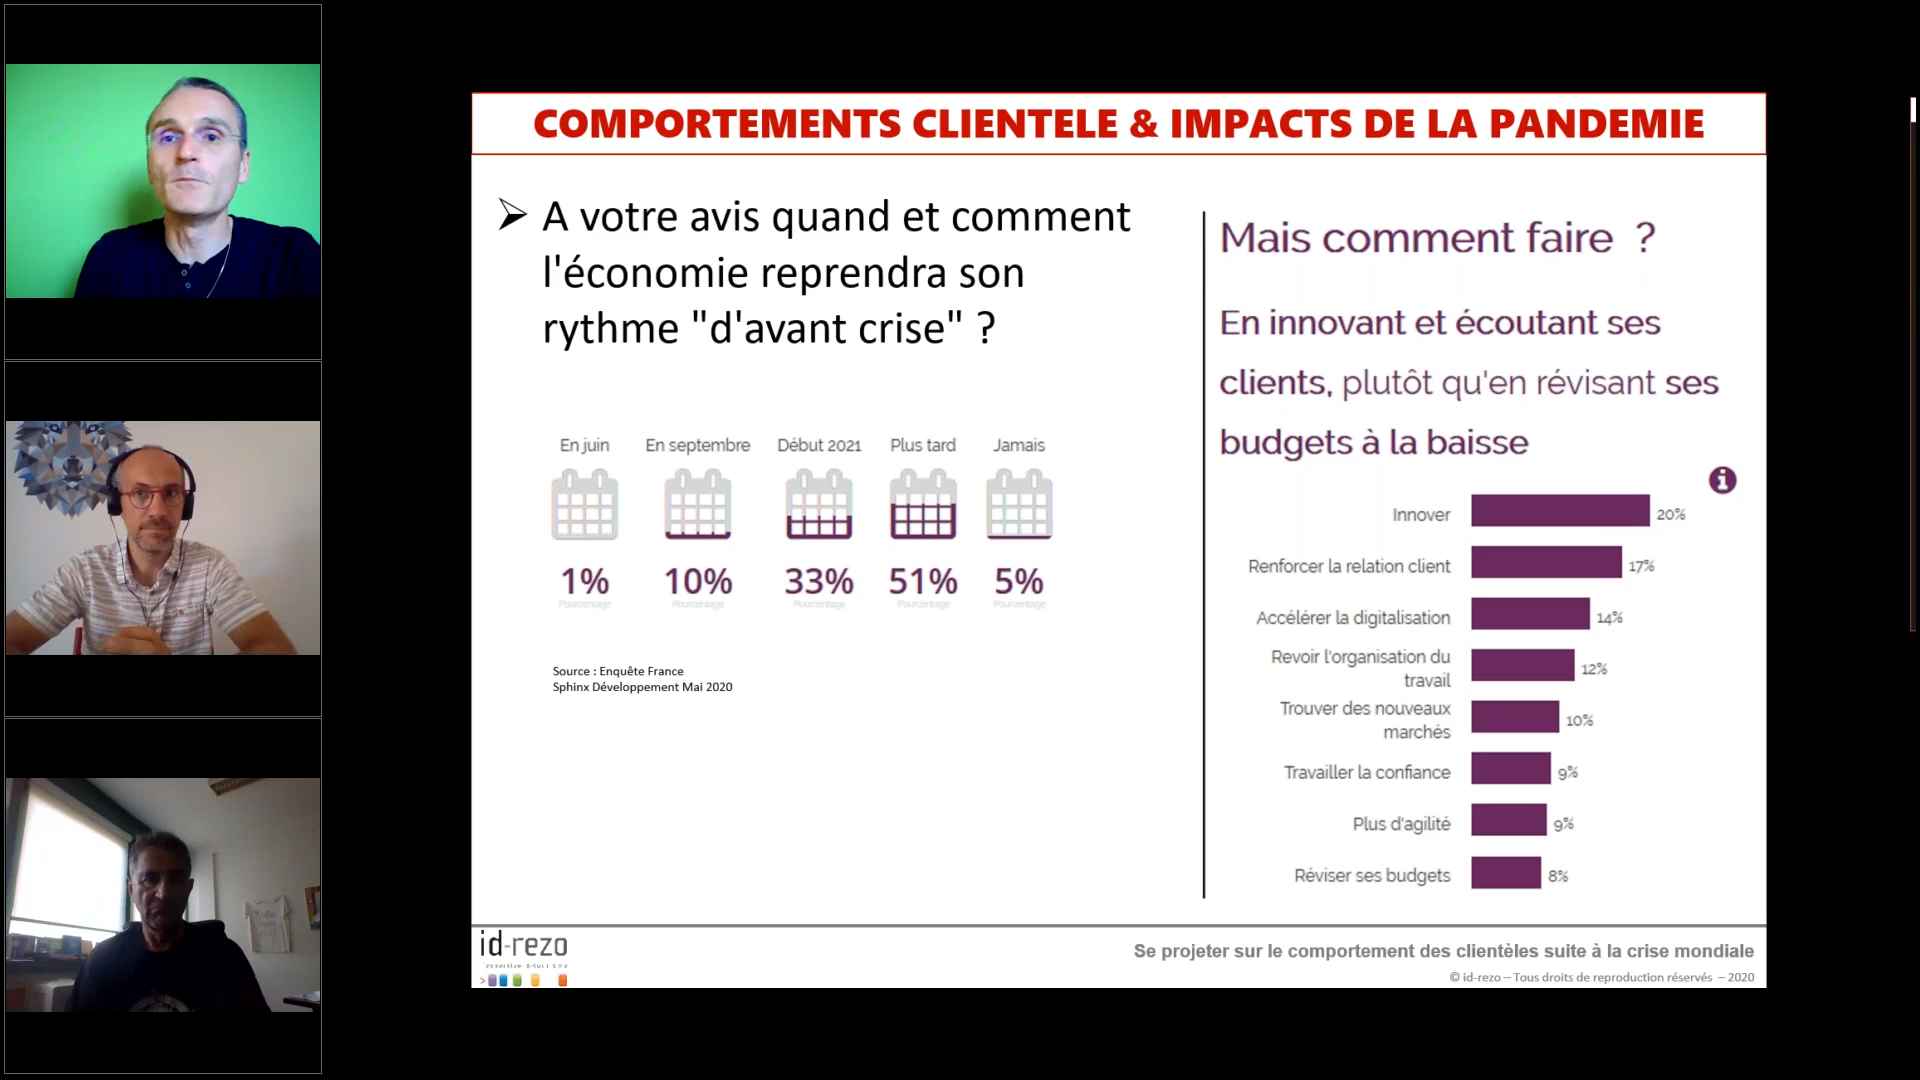 COMPORTEMENTS CLIENTELE & IMPACTS DE LA PANDEMIE
A votre avis quand et comment
l'économie reprendra son
rythme "d'avant crise" ?
En juin
En septembre
Début 2021
Plus tard
Jamais
1%
10%
33%
51%
5%
Pourcentage
Pourcentage
Pourcentage
Pourcentage
Pourcentage
Source : Enquête France
Sphinx Développement Mai 2020
Mais comment faire ?
En innovant et écoutant ses
clients, plutôt qu'en révisant ses
budgets à la baisse
Innover 20%
Renforcer la relation client 17%
Accélérer la digitalisation 14%
Revoir l'organisation du
travail 12%
Trouver des nouveaux
marchés 10%
Travailler la confiance 9%
Plus d'agilité 9%
Réviser ses budgets 8%
id-rezo
Se projeter sur le comportement des clientèles suite à la crise mondiale
© id-rezo – Tous droits de reproduction réservés – 2020